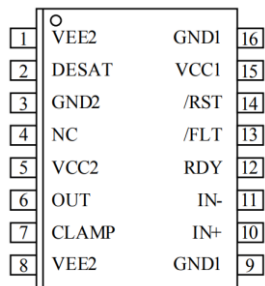 1 VEE2 GND1 16
2 DESAT VCC1 15
3 GND2 /RST 14
4 NC /FLT 13
5 VCC2 RDY 12
6 OUT IN- 11
7 CLAMP IN+ 10
8 VEE2 GND1 9